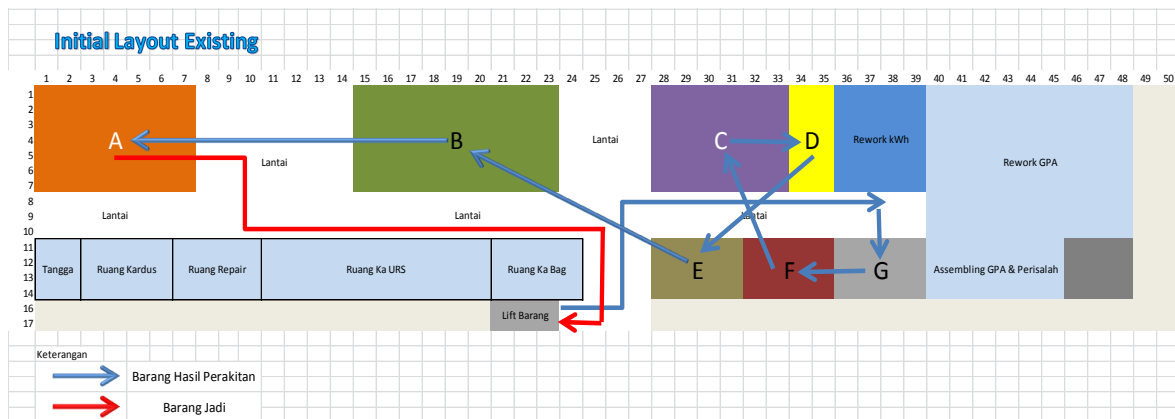 Initial Layout Existing
1 2 3 4 5 6 7 8 9 10 11 12 13 14 15 16 17 18 19 20 21 22 23 24 25 26 27 28 29 30 31 32 33 34 35 36 37 38 39 40 41 42 43 44 45 46 47 48 49 50
1
2
3
4 A B C D Rework kWh
5 Lantai Lantai Rework GPA
6
7
8
9 Lantai Lantai Lantai
10
11
12 Tangga Ruang Kardus Ruang Repair Ruang Ka URS Ruang Ka Bag E F G Assembling GPA & Perisalah
13
14
16 Lift Barang
17
Keterangan
Barang Hasil Perakitan
Barang Jadi